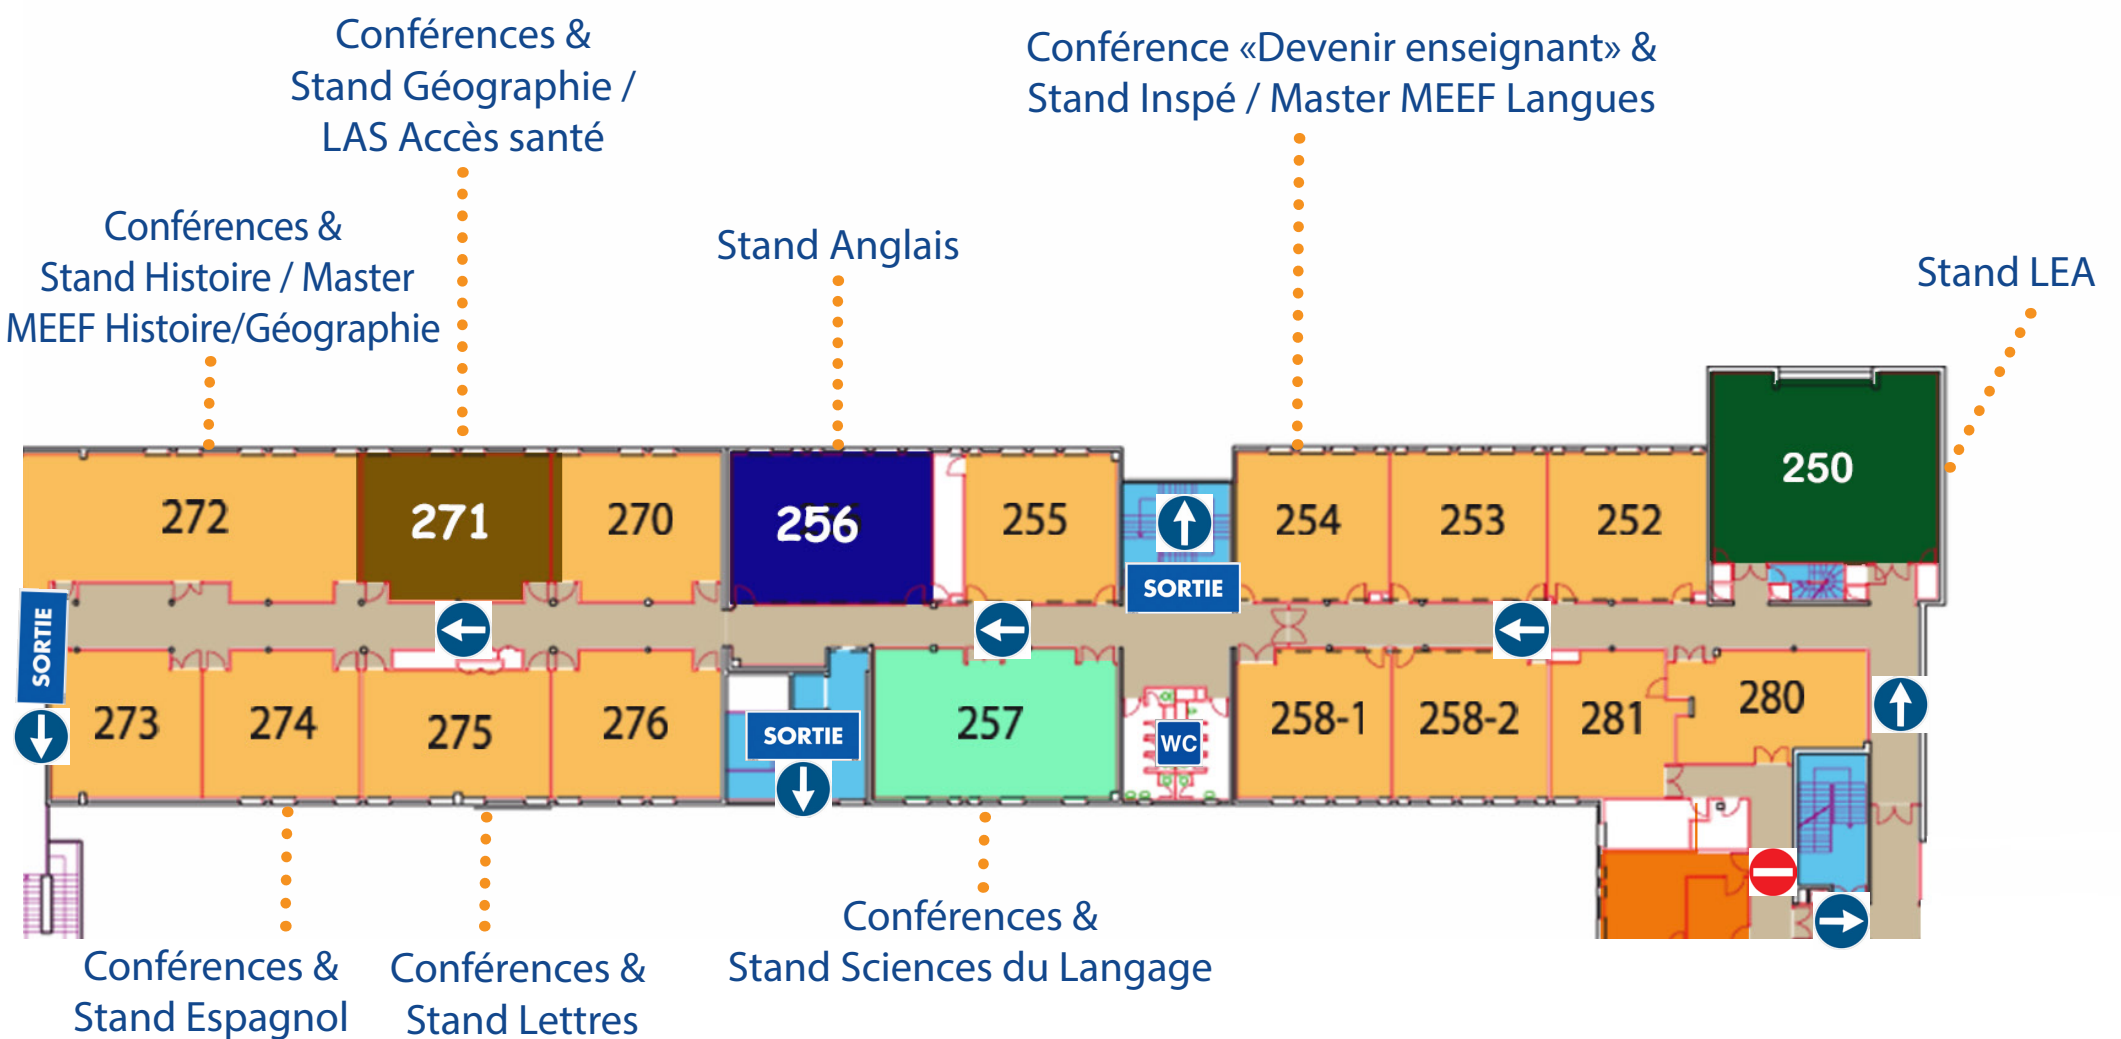 Conférences &
Stand Géographie /
LAS Accès santé
Conférence «Devenir enseignant» &
Stand Inspé / Master MEEF Langues
Conférences &
Stand Histoire / Master
MEEF Histoire/Géographie
Stand Anglais
Stand LEA
272
271
270
256
255
254
253
252
250
SORTIE
SORTIE
273
274
275
276
SORTIE
257
WC
258-1
258-2
281
280
Conférences &
Stand Espagnol
Conférences &
Stand Lettres
Conférences &
Stand Sciences du Langage